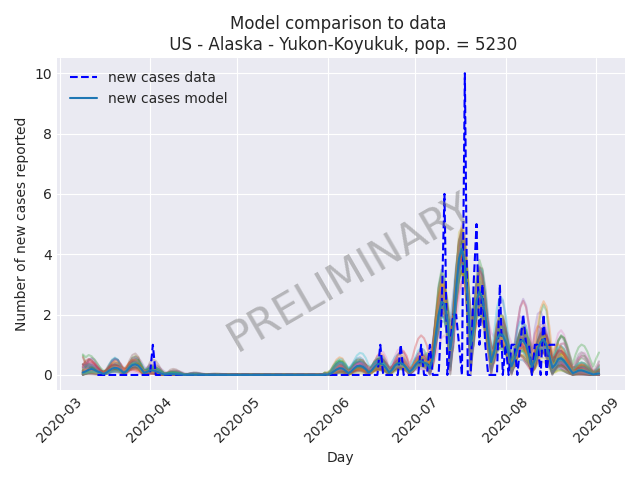 Model comparison to data
US - Alaska - Yukon-Koyukuk, pop. = 5230
new cases data
new cases model
10
8
6
4
2
0
Number of new cases reported
PRELIMINARY
2020-03
2020-04
2020-05
2020-06
2020-07
2020-08
2020-09
Day